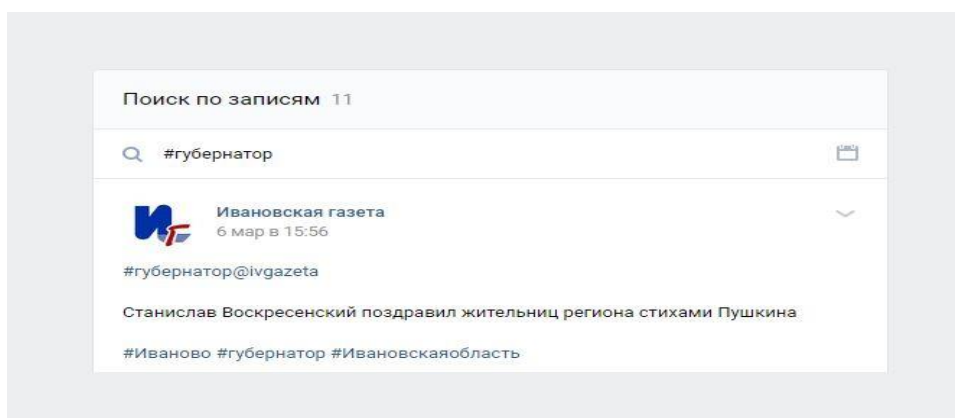 Поиск по записям 11
#губернатор
ИГ
Ивановская газета
6 мар в 15:56
#губернатор@ivgazeta
Станислав Воскресенский поздравил жительниц региона стихами Пушкина
#Иваново #губернатор #Ивановскаяобласть